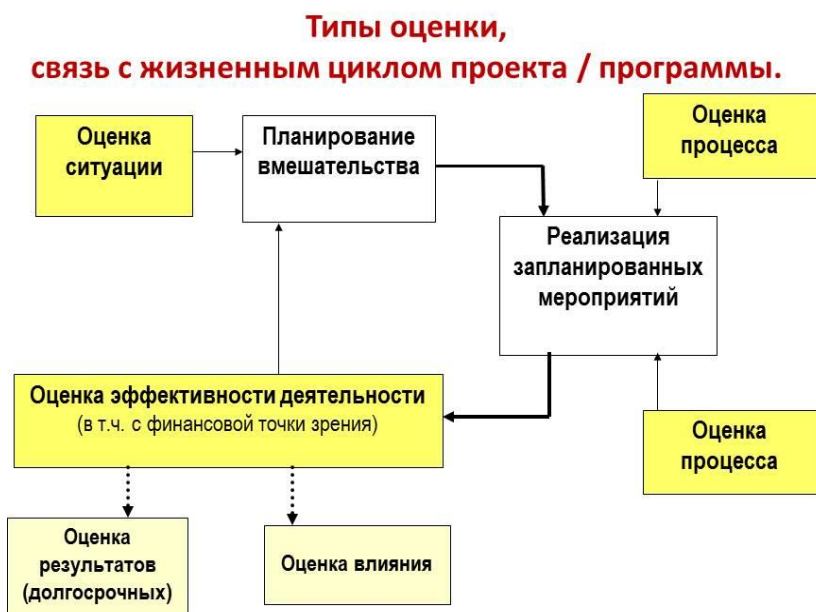 Типы оценки,
связь с жизненным циклом проекта / программы.
Оценка
ситуации
Планирование
вмешательства
Оценка
процесса
Реализация
запланированных
мероприятий
Оценка эффективности деятельности
(в т.ч. с финансовой точки зрения)
Оценка
процесса
Оценка
результатов
(долгосрочных)
Оценка влияния